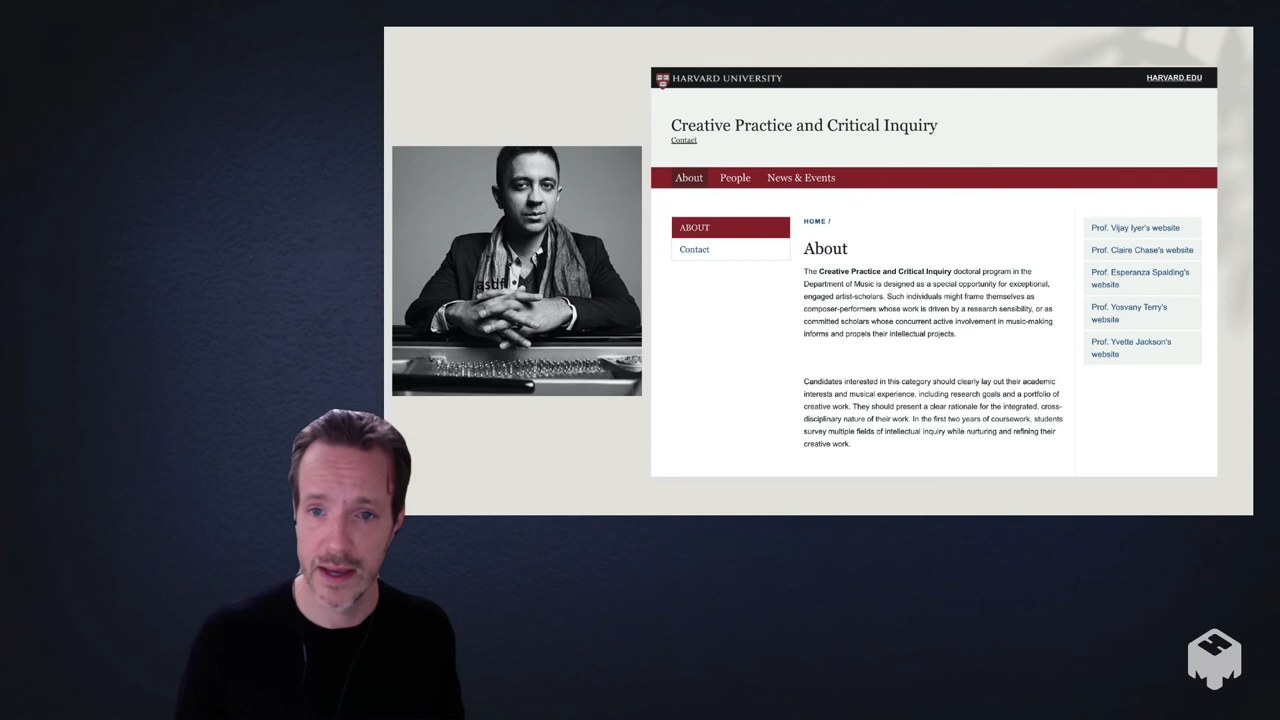 HARVARD UNIVERSITY
HARVARD.EDU
Creative Practice and Critical Inquiry
Contact
About People News & Events
ABOUT
Contact
HOME /
About
The Creative Practice and Critical Inquiry doctoral program in the
Department of Music is designed as a special opportunity for exceptional,
engaged artist-scholars. Such individuals might frame themselves as
composer-performers whose work is driven by a research sensibility, or as
committed scholars whose concurrent active involvement in music-making
informs and propels their intellectual projects.
Candidates interested in this category should clearly lay out their academic
interests and musical experience, including research goals and a portfolio of
creative work. They should present a clear rationale for the integrated, cross-
disciplinary nature of their work. In the first two years of coursework, students
survey multiple fields of intellectual inquiry while nurturing and refining their
creative work.
Prof. Vijay Iyer's website
Prof. Claire Chase's website
Prof. Esperanza Spalding's
website
Prof. Yosvany Terry's
website
Prof. Yvette Jackson's
website
asdf